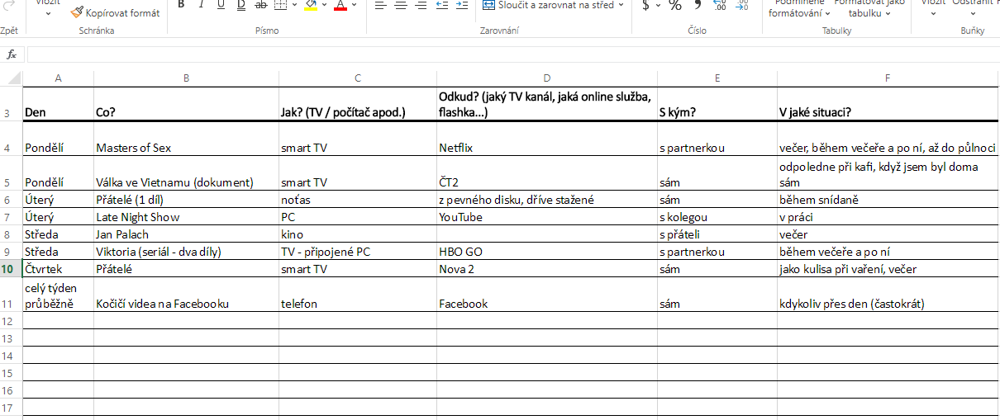 Vložit
Kopírovat formát
B I U D ab A
Sloučit a zarovnat na střed
$ % 
Podmíněné Formátovat jako Vložit Odstranit
formátování tabulku
Zpět Schránka Písmo Zarovnání Číslo Tabulky Buňky
fx
A B C D E F
Odkud? (jaký TV kanál, jaká online služba,
3 Den Co? Jak? (TV / počítač apod.) flashka...) S kým? V jaké situaci?
4 Pondělí Masters of Sex smart TV Netflix s partnerkou večer, během večeře a po ní, až do půlnoci
odpoledne při kafi, když jsem byl doma
5 Pondělí Válka ve Vietnamu (dokument) smart TV ČT2 sám sám
6 Úterý Přátelé (1 díl) noťas z pevného disku, dříve stažené sám během snídaně
7 Úterý Late Night Show PC YouTube s kolegou v práci
8 Středa Jan Palach kino s přáteli večer
9 Středa Viktoria (seriál - dva díly) TV - připojené PC HBO GO s partnerkou během večeře a po ní
10 Čtvrtek Přátelé smart TV Nova 2 sám jako kulisa při vaření, večer
celý týden
11 průběžně Kočičí videa na Facebooku telefon Facebook sám kdykoliv přes den (častokrát)
12
13
14
15
16
17